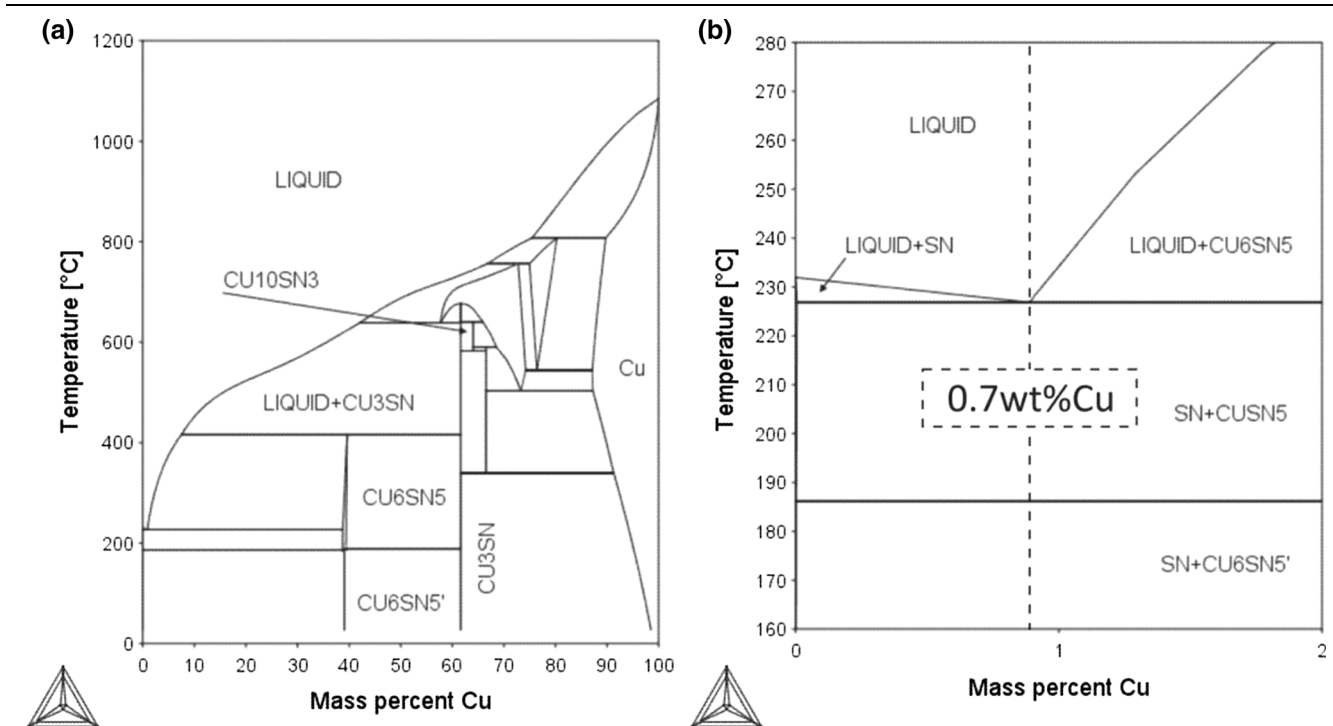 (a)
1200
1000
800
600
400
200
0
Temperature [°C]
LIQUID
CU10SN3
LIQUID+CU3SN
CU6SN5
CU6SN5'
CU3SN
Cu
0 10 20 30 40 50 60 70 80 90 100
Mass percent Cu
(b)
280
270
260
250
240
230
220
210
200
190
180
170
160
Temperature [°C]
LIQUID
LIQUID+SN
LIQUID+CU6SN5
0.7wt%Cu
SN+CUSN5
SN+CU6SN5'
0 1 2
Mass percent Cu